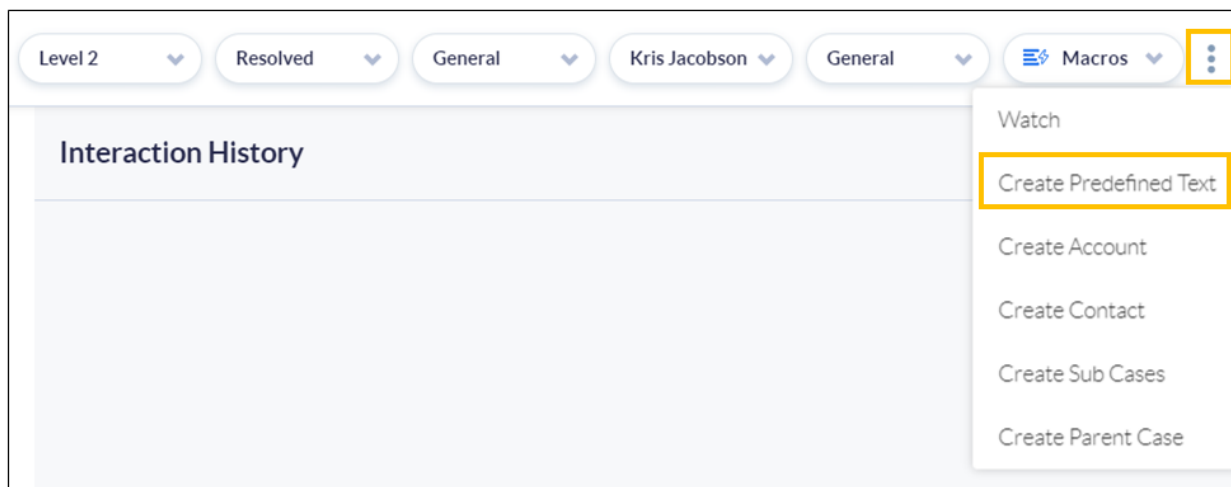 Level 2 Resolved General Kris Jacobson General Macros
Watch
Interaction History
Create Predefined Text
Create Account
Create Contact
Create Sub Cases
Create Parent Case